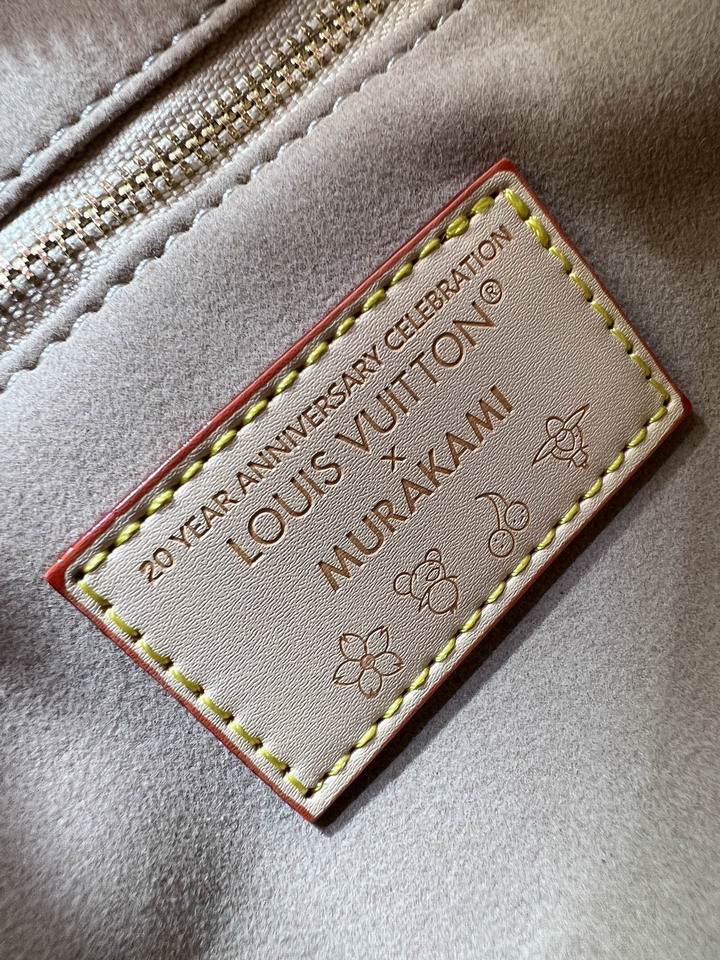 20 YEAR ANNIVERSARY CELEBRATION
LOUIS VUITTON®
x
MURAKAMI